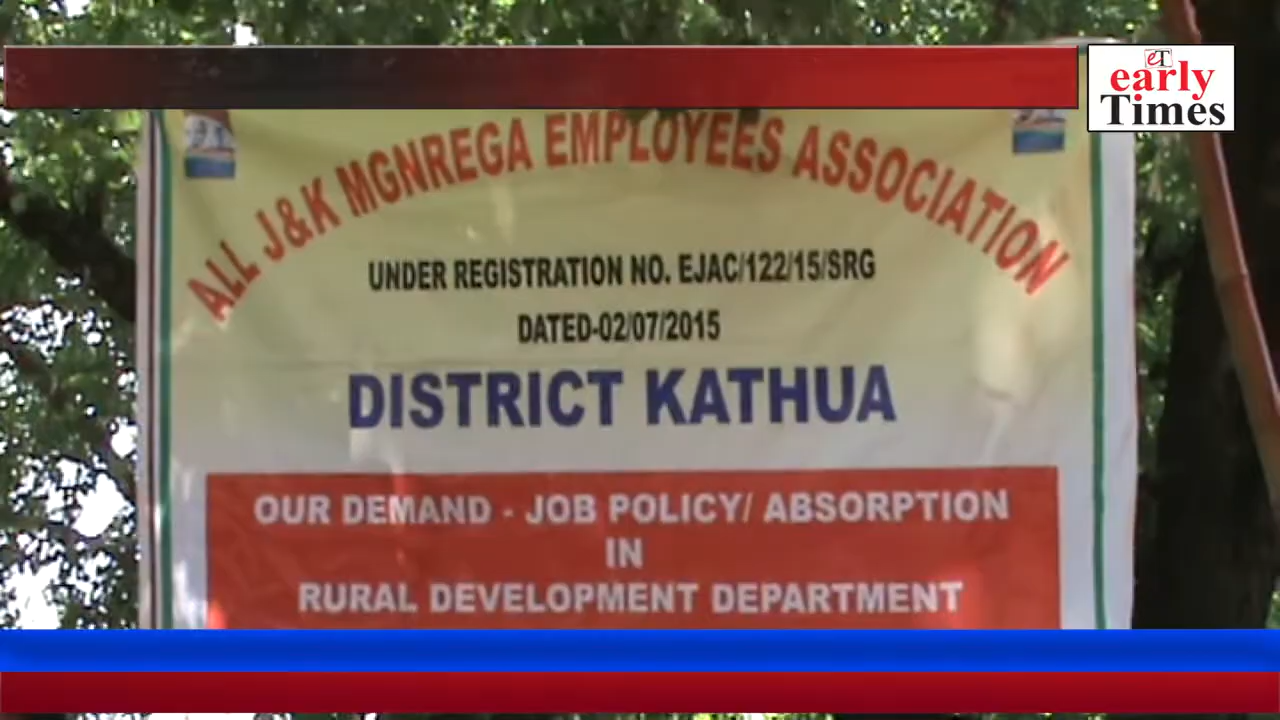 eT
early
Times
ALL J&K MGNREGA EMPLOYEES ASSOCIATION
UNDER REGISTRATION NO. EJAC/122/15/SRG
DATED-02/07/2015
DISTRICT KATHUA
OUR DEMAND - JOB POLICY/ ABSORPTION
IN
RURAL DEVELOPMENT DEPARTMENT